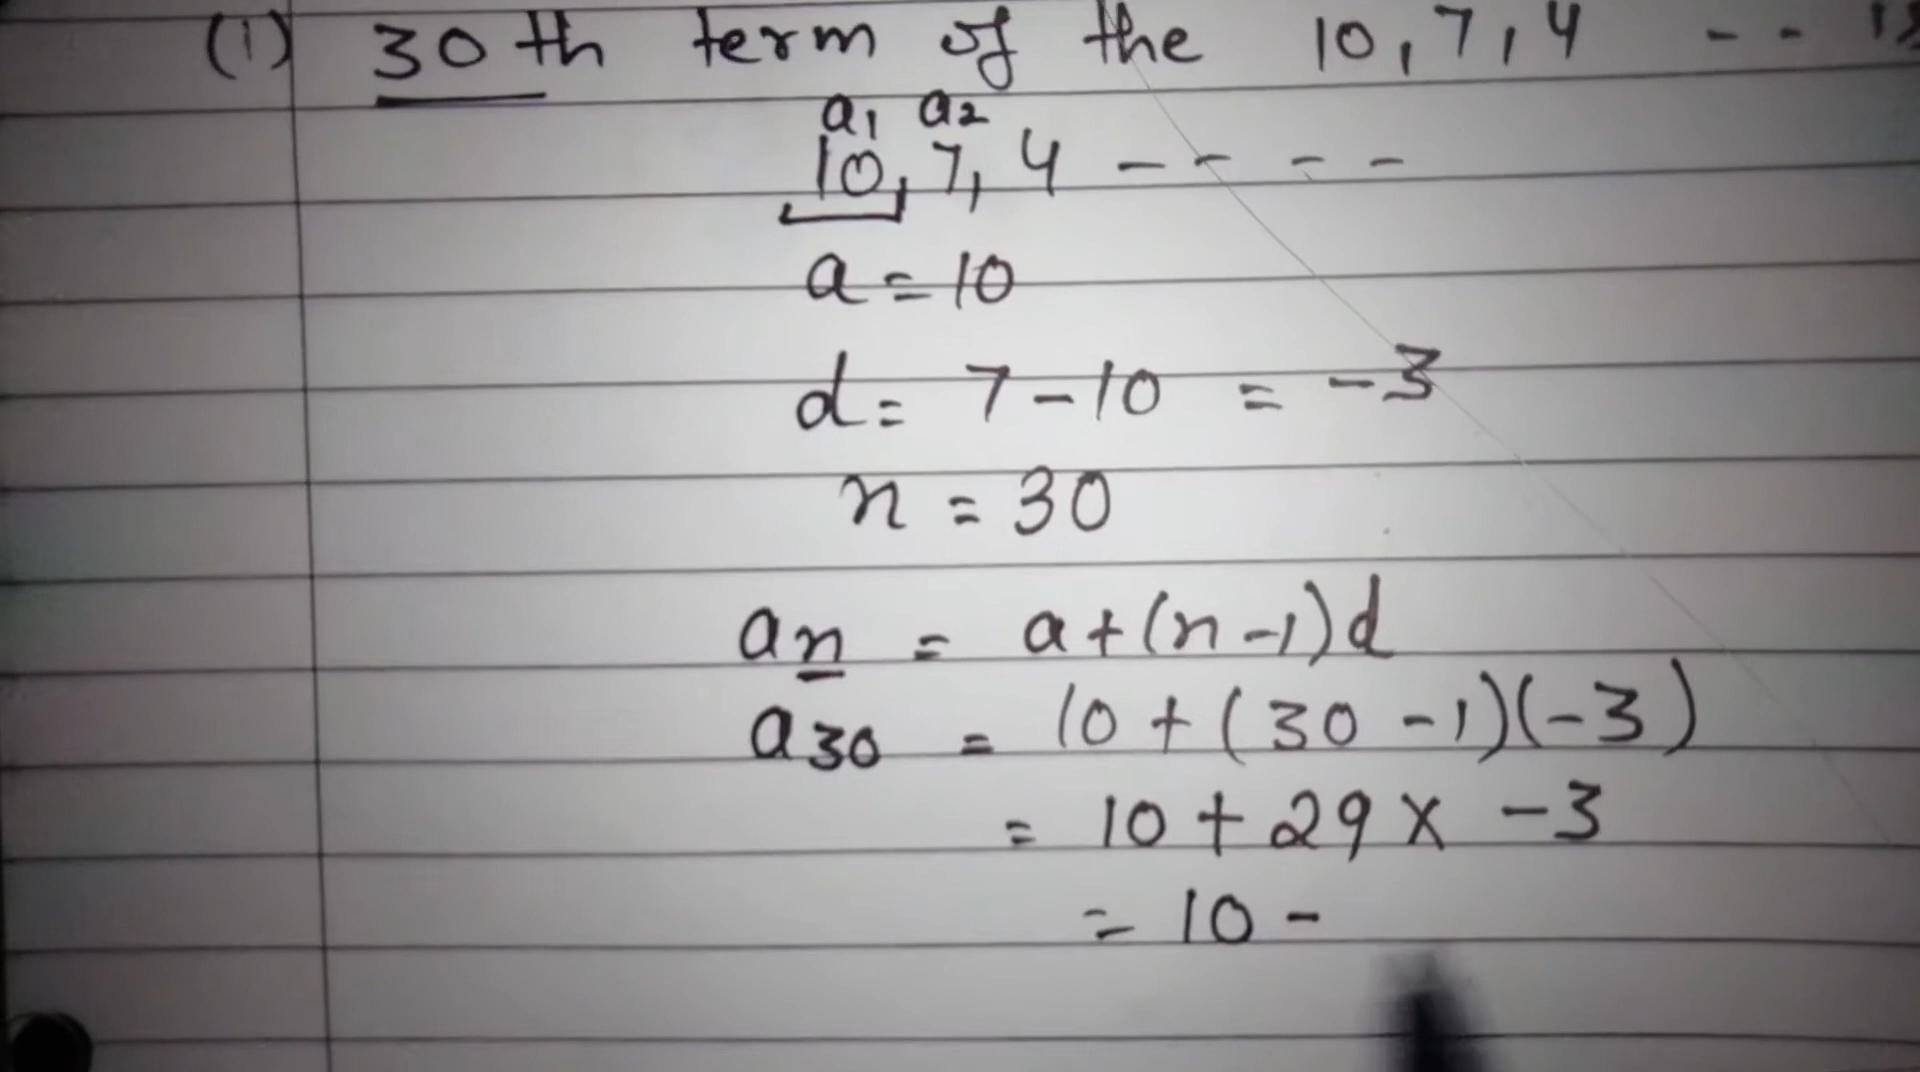 (i) 30th term of the 10, 7, 4 - - is
a1 a2
10, 7, 4 - - - -
a = 10
d = 7 - 10 = -3
n = 30
an = a + (n - 1) d
a30 = 10 + (30 - 1)(-3)
= 10 + 29 x -3
= 10 -